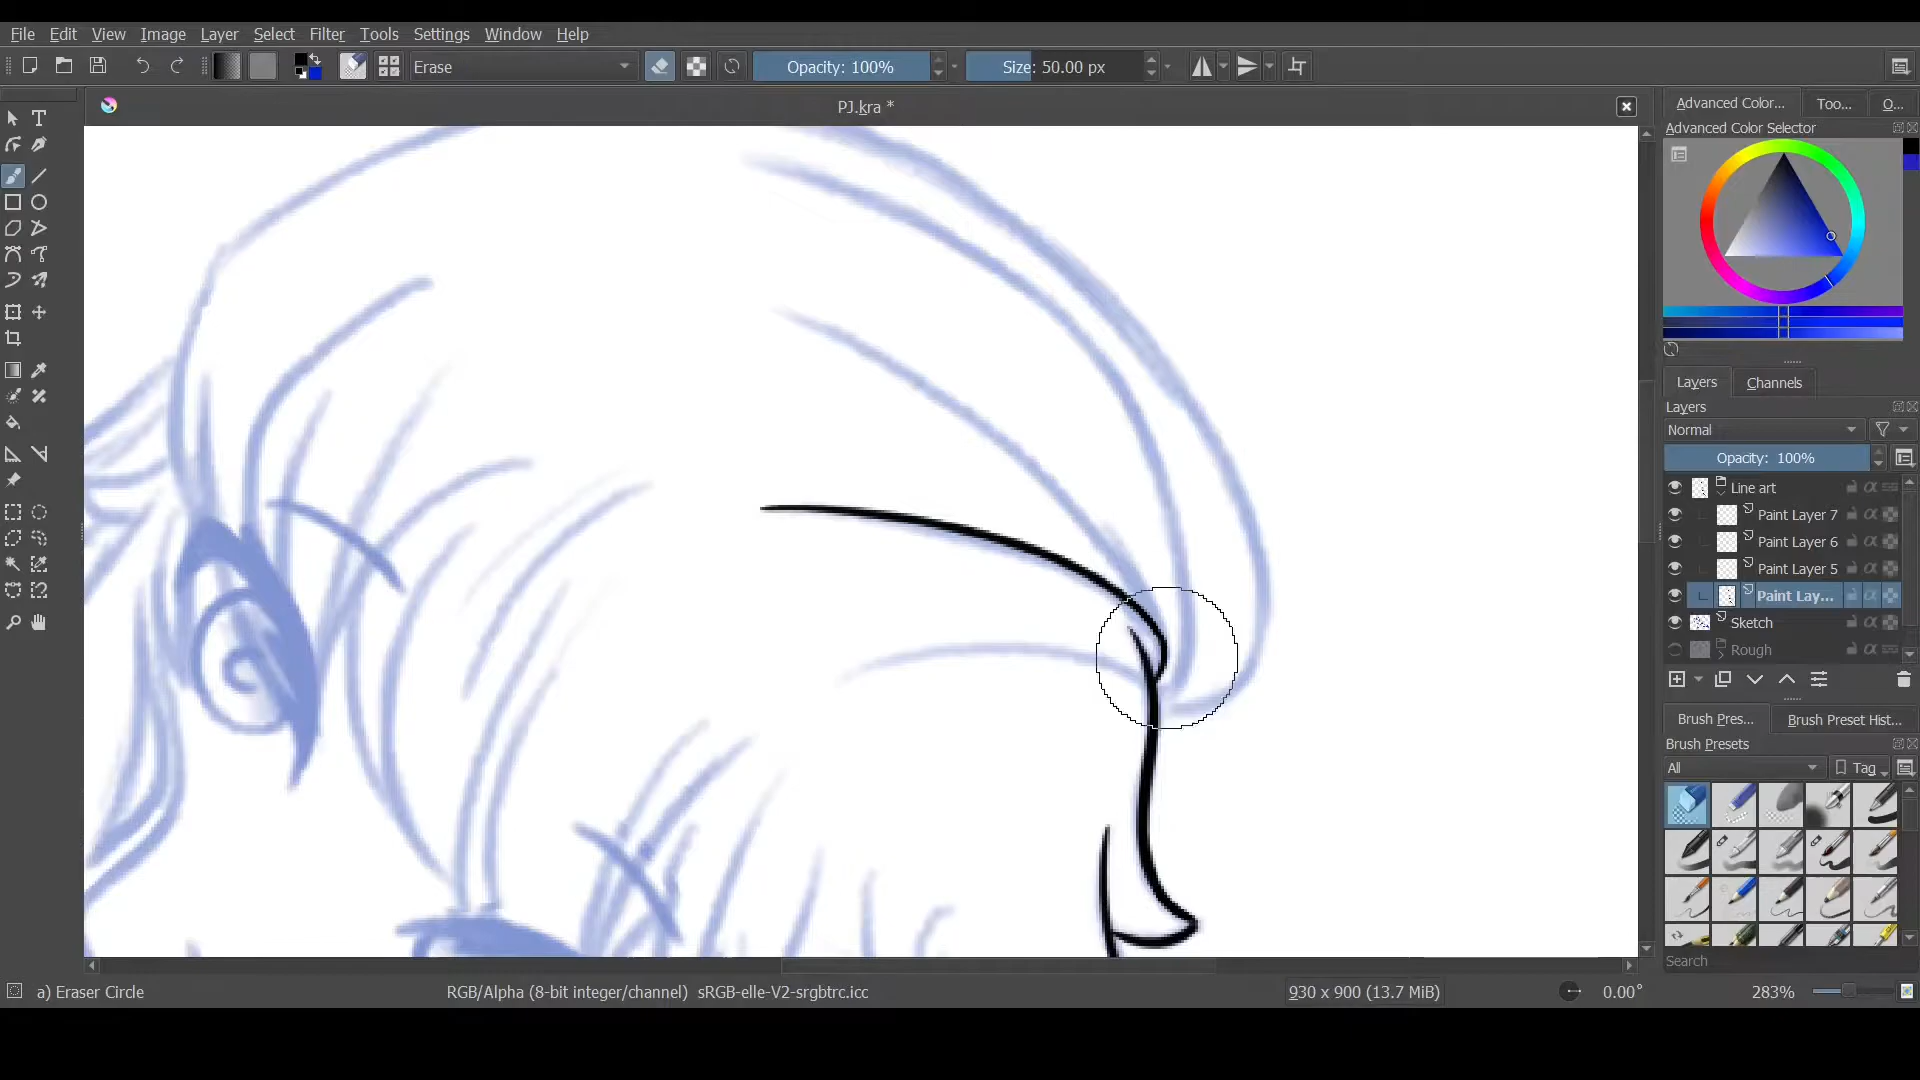 File Edit View Image Layer Select Filter Tools Settings Window Help
Erase Opacity: 100% Size: 50.00 px
PJ.kra *
Advanced Color... Too... O...
Advanced Color Selector
Layers Channels
Layers
Normal
Opacity: 100%
Line art
Paint Layer 7
Paint Layer 6
Paint Layer 5
Paint Lay...
Sketch
Rough
Brush Pres... Brush Preset Hist...
Brush Presets
All Tag
Search
a) Eraser Circle RGB/Alpha (8-bit integer/channel) sRGB-elle-V2-srgbtrc.icc 930 x 900 (13.7 MiB) 0.00° 283%